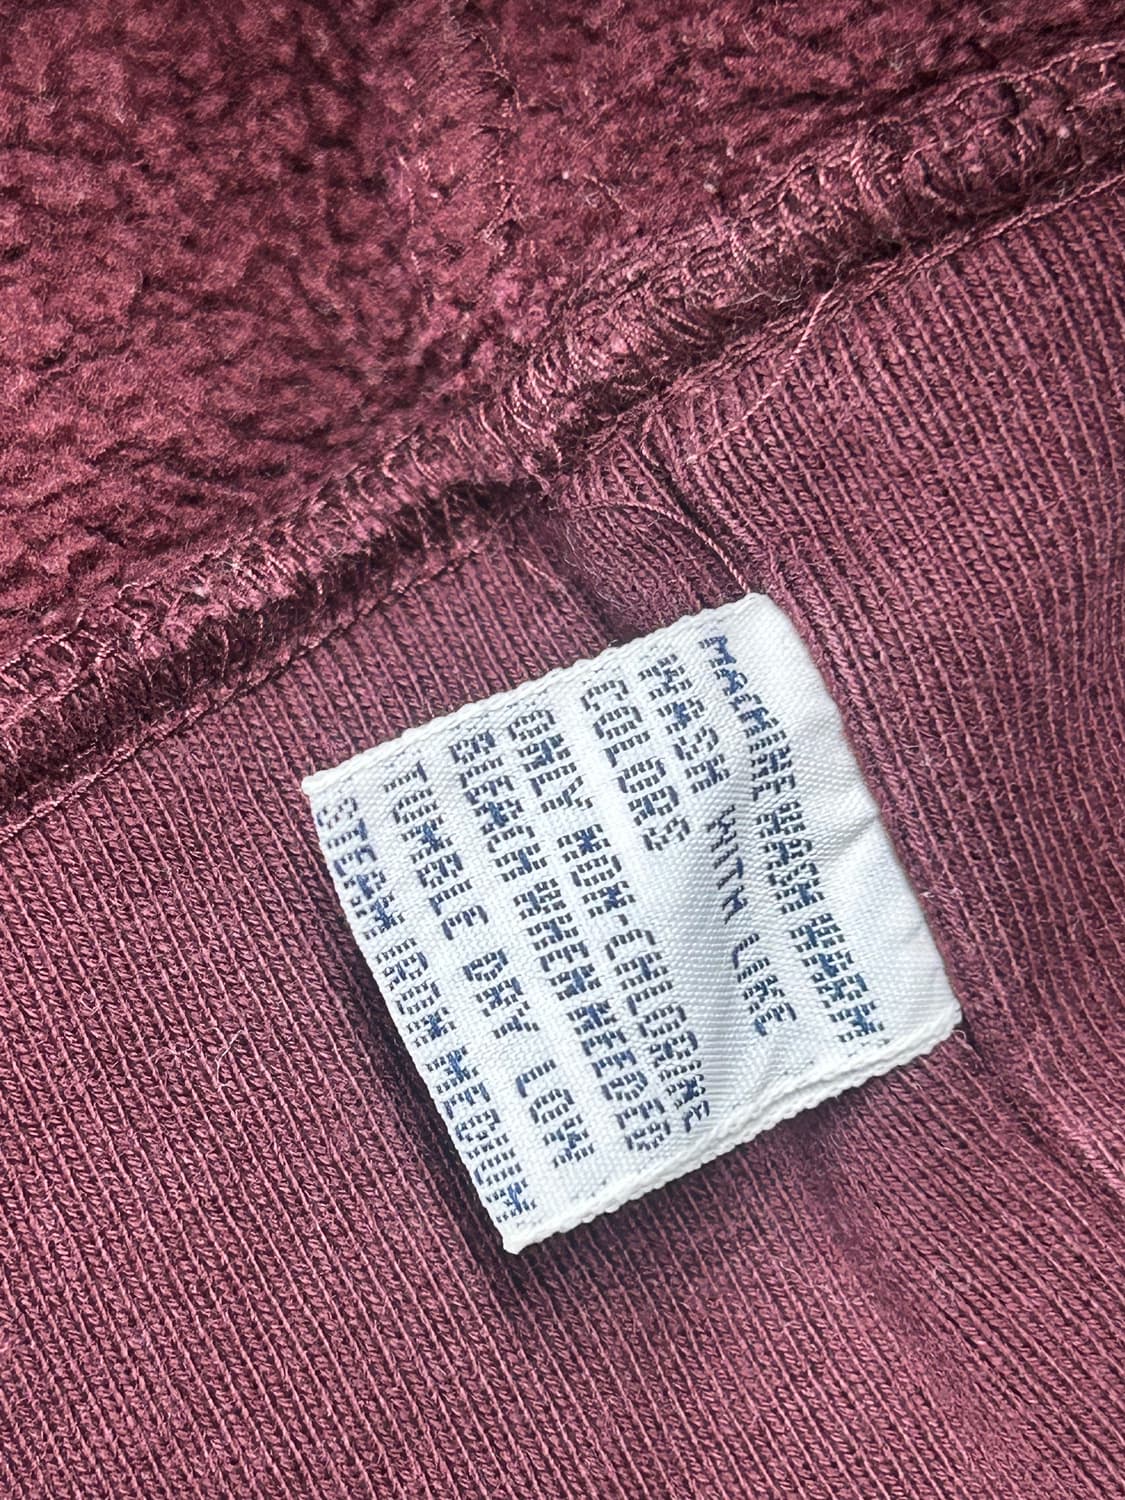 MACHINE WASH WARM
WASH WITH LIKE
COLORS
ONLY NON-CHLORINE
BLEACH WHEN NEEDED
TUMBLE DRY LOW
STEAM IRON MEDIUM